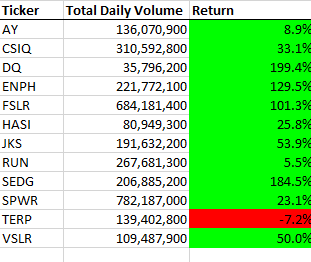 Ticker Total Daily Volume Return
AY 136,070,900 8.9%
CSIQ 310,592,800 33.1%
DQ 35,796,200 199.4%
ENPH 221,772,100 129.5%
FSLR 684,181,400 101.3%
HASI 80,949,300 25.8%
JKS 191,632,200 53.9%
RUN 267,681,300 5.5%
SEDG 206,885,200 184.5%
SPWR 782,187,000 23.1%
TERP 139,402,800 -7.2%
VSLR 109,487,900 50.0%